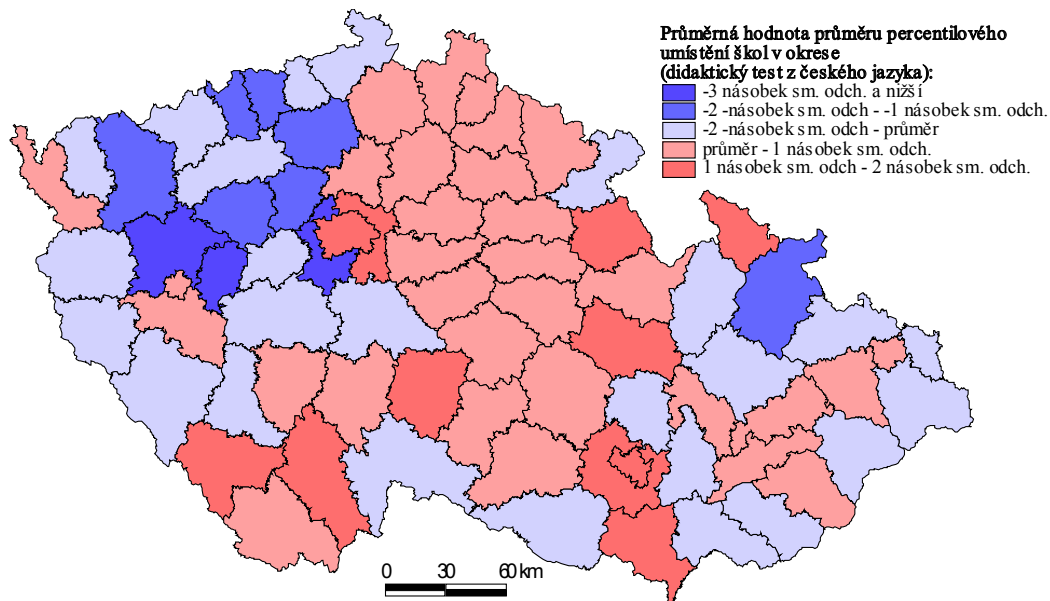 Průměrná hodnota průměru percentilového
umístění škol v okrese
(didaktický test z českého jazyka):
-3 násobek sm. odch. a nižší
-2 -násobek sm. odch - -1 násobek sm. odch.
-2 -násobek sm. odch - průměr
průměr - 1 násobek sm. odch.
1 násobek sm. odch - 2 násobek sm. odch.
0 30 60 km